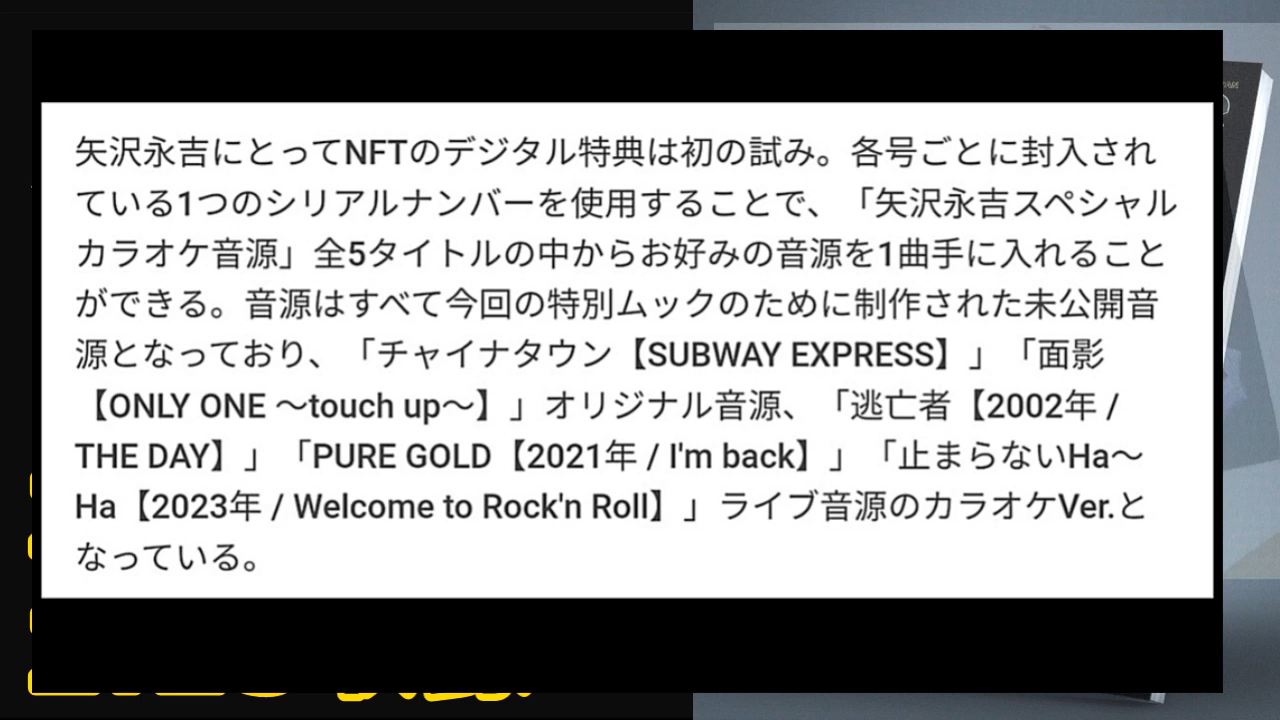 矢沢永吉にとってNFTのデジタル特典は初の試み。各号ごとに封入され
ている1つのシリアルナンバーを使用することで、「矢沢永吉スペシャル
カラオケ音源」全5タイトルの中からお好みの音源を1曲手に入れること
ができる。音源はすべて今回の特別ムックのために制作された未公開音
源となっており、「チャイナタウン【SUBWAY EXPRESS】」「面影
【ONLY ONE ～touch up～】」オリジナル音源、「逃亡者【2002年 /
THE DAY】」「PURE GOLD【2021年 / I'm back】」「止まらないHa～
Ha【2023年 / Welcome to Rock'n Roll】」ライブ音源のカラオケVer.と
なっている。